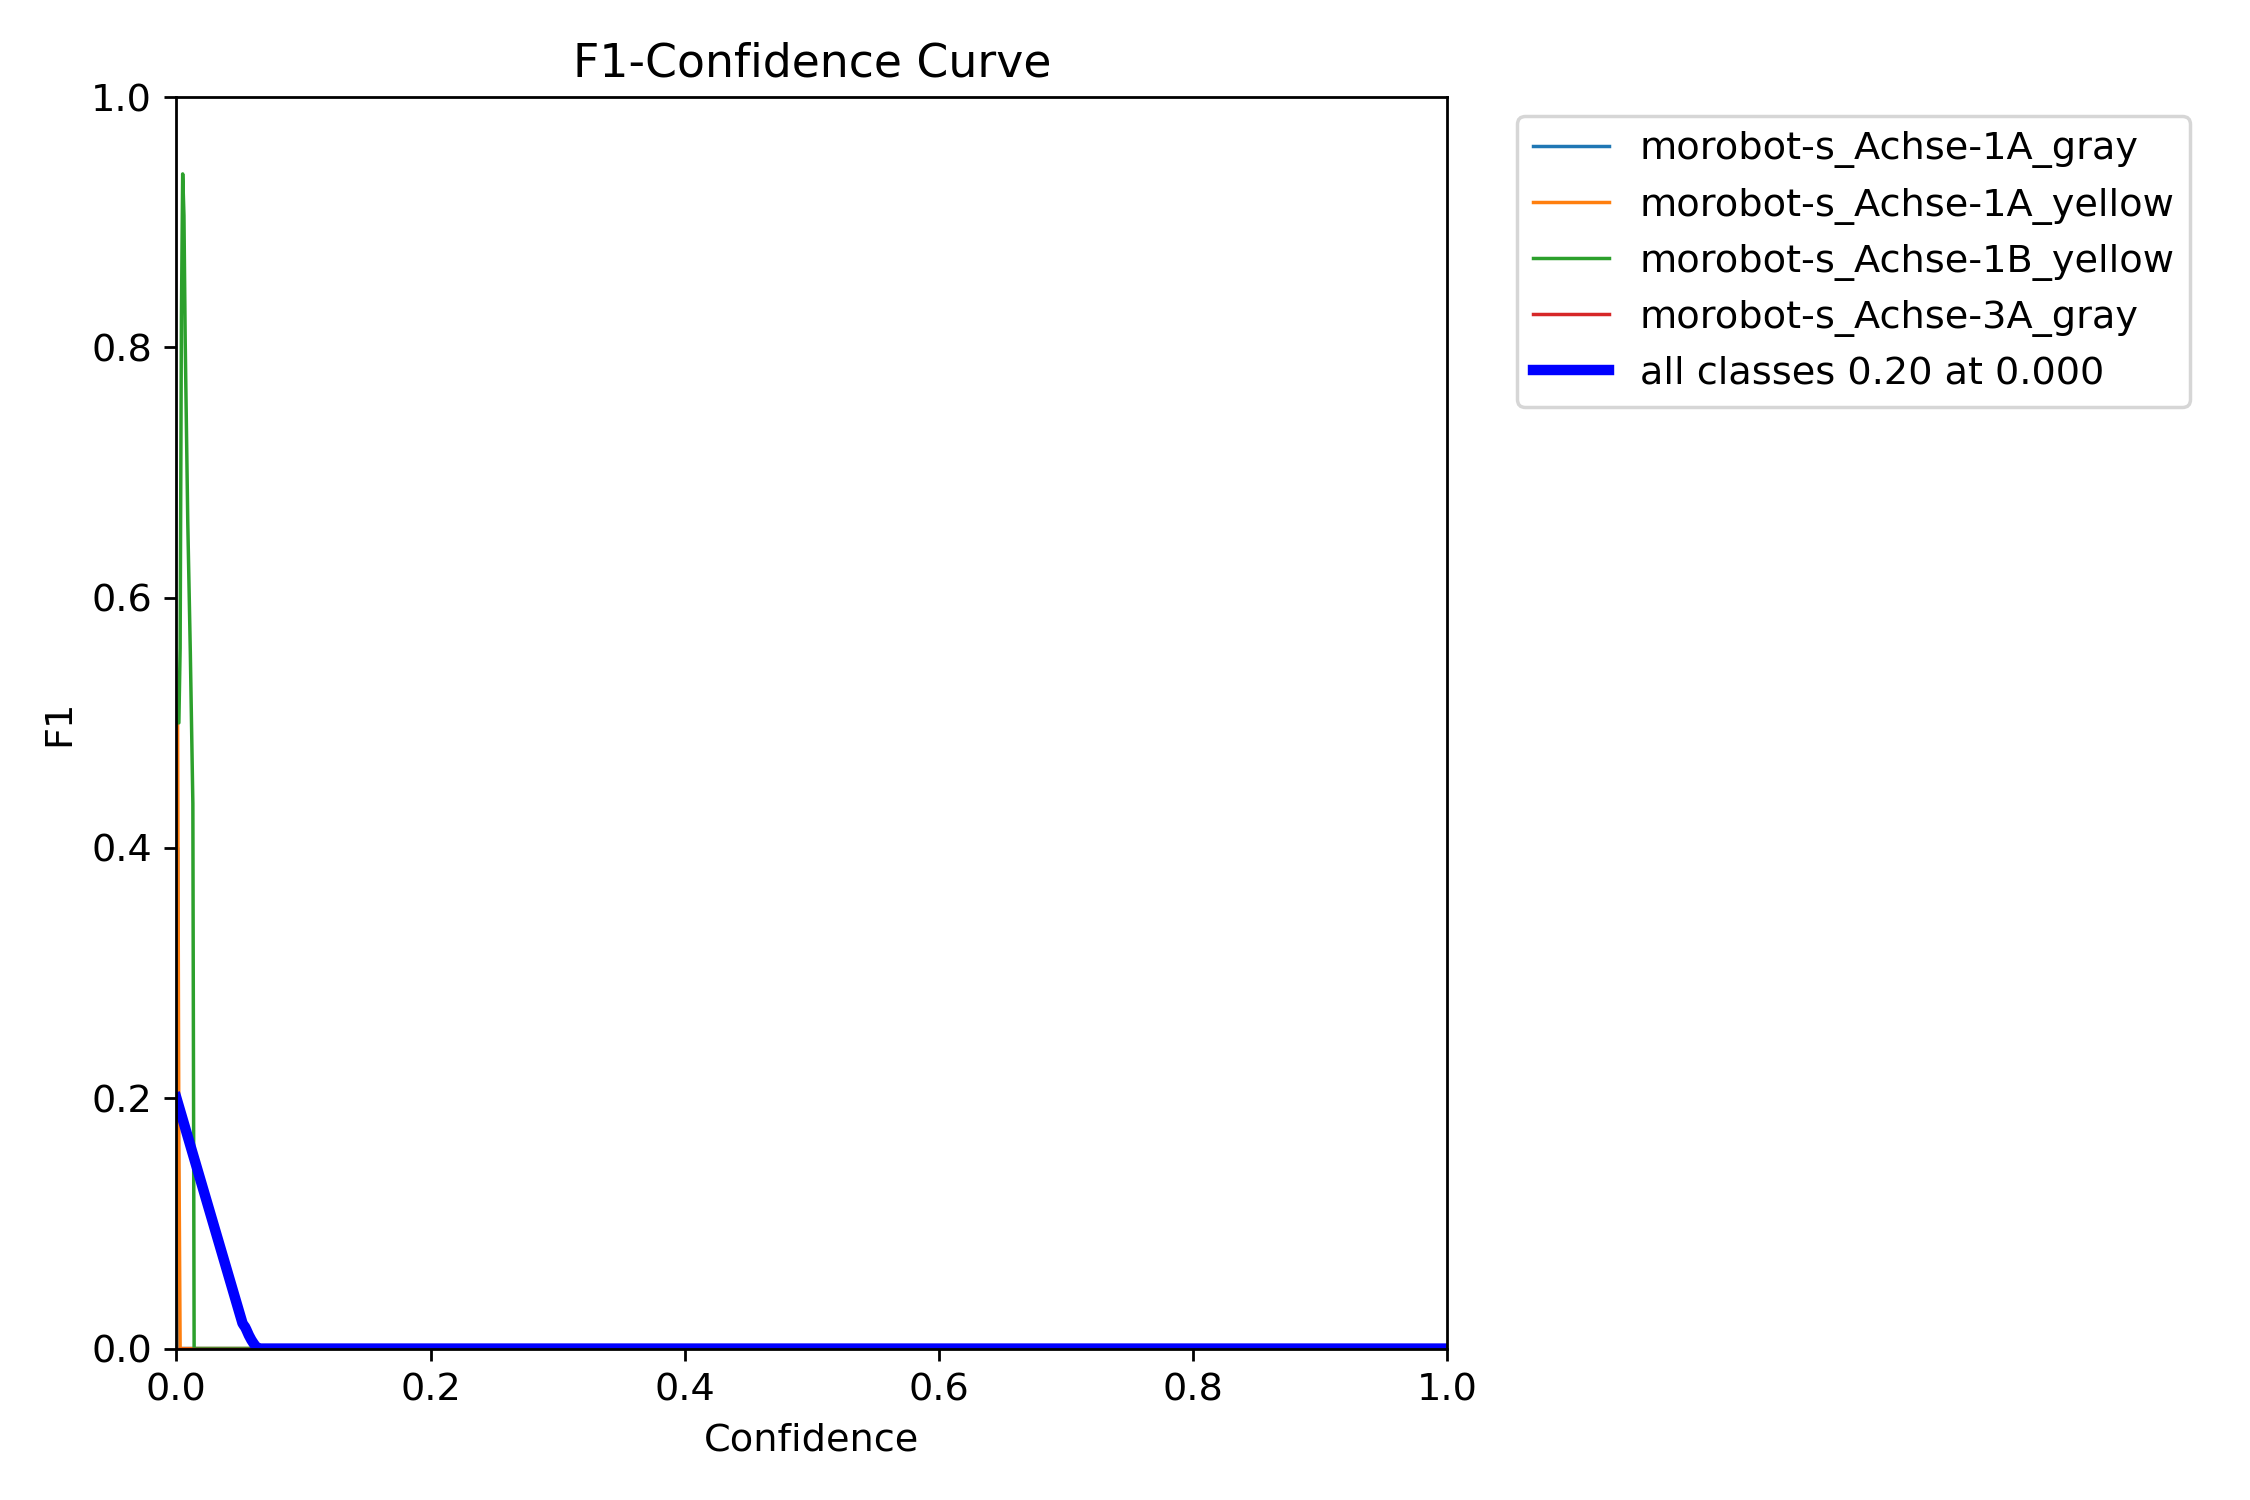 F1-Confidence Curve
1.0
0.8
0.6
0.4
0.2
0.0
F1
0.0 0.2 0.4 0.6 0.8 1.0
Confidence
morobot-s_Achse-1A_gray
morobot-s_Achse-1A_yellow
morobot-s_Achse-1B_yellow
morobot-s_Achse-3A_gray
all classes 0.20 at 0.000